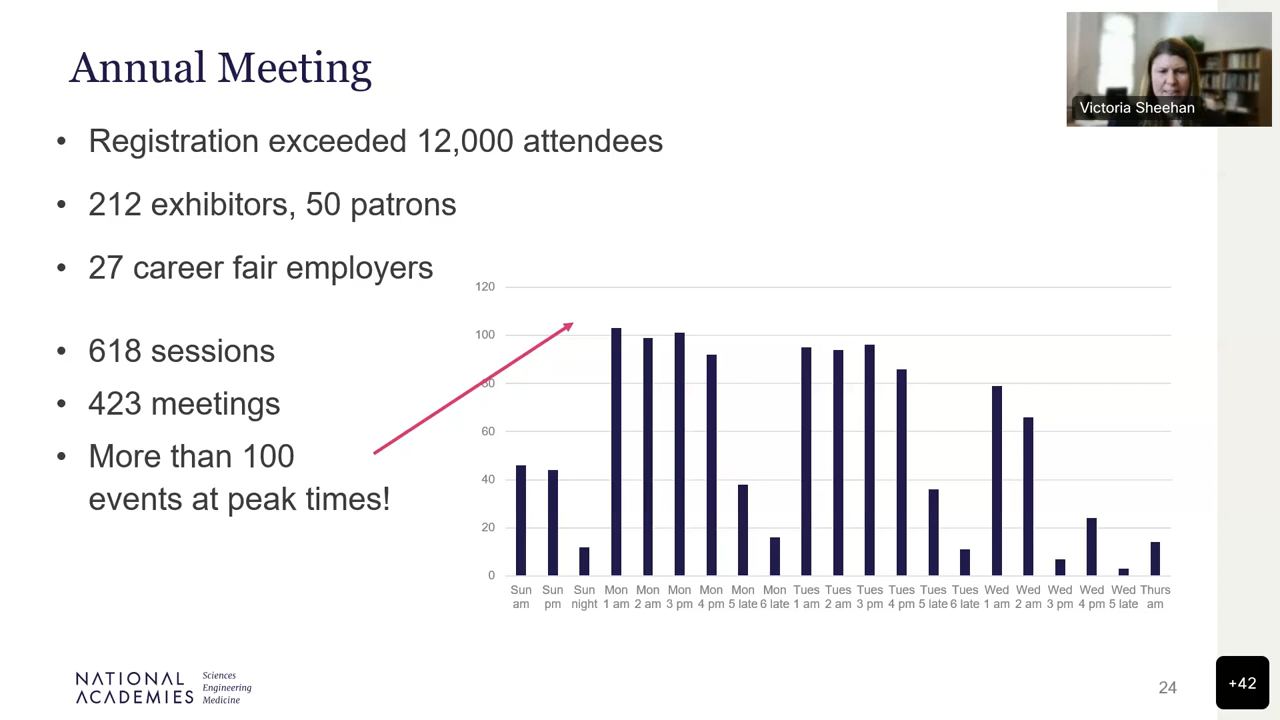 Annual Meeting
Victoria Sheehan
• Registration exceeded 12,000 attendees
• 212 exhibitors, 50 patrons
• 27 career fair employers
• 618 sessions
• 423 meetings
• More than 100
events at peak times!
120
100
80
60
40
20
0
Sun Sun Sun Mon Mon Mon Mon Mon Mon Tues Tues Tues Tues Tues Tues Wed Wed Wed Wed Wed Thurs
am pm night 1 am 2 am 3 pm 4 pm 5 late 6 late 1 am 2 am 3 pm 4 pm 5 late 6 late 1 am 2 am 3 pm 4 pm 5 late am
NATIONAL
ACADEMIES
Sciences
Engineering
Medicine
24
+42